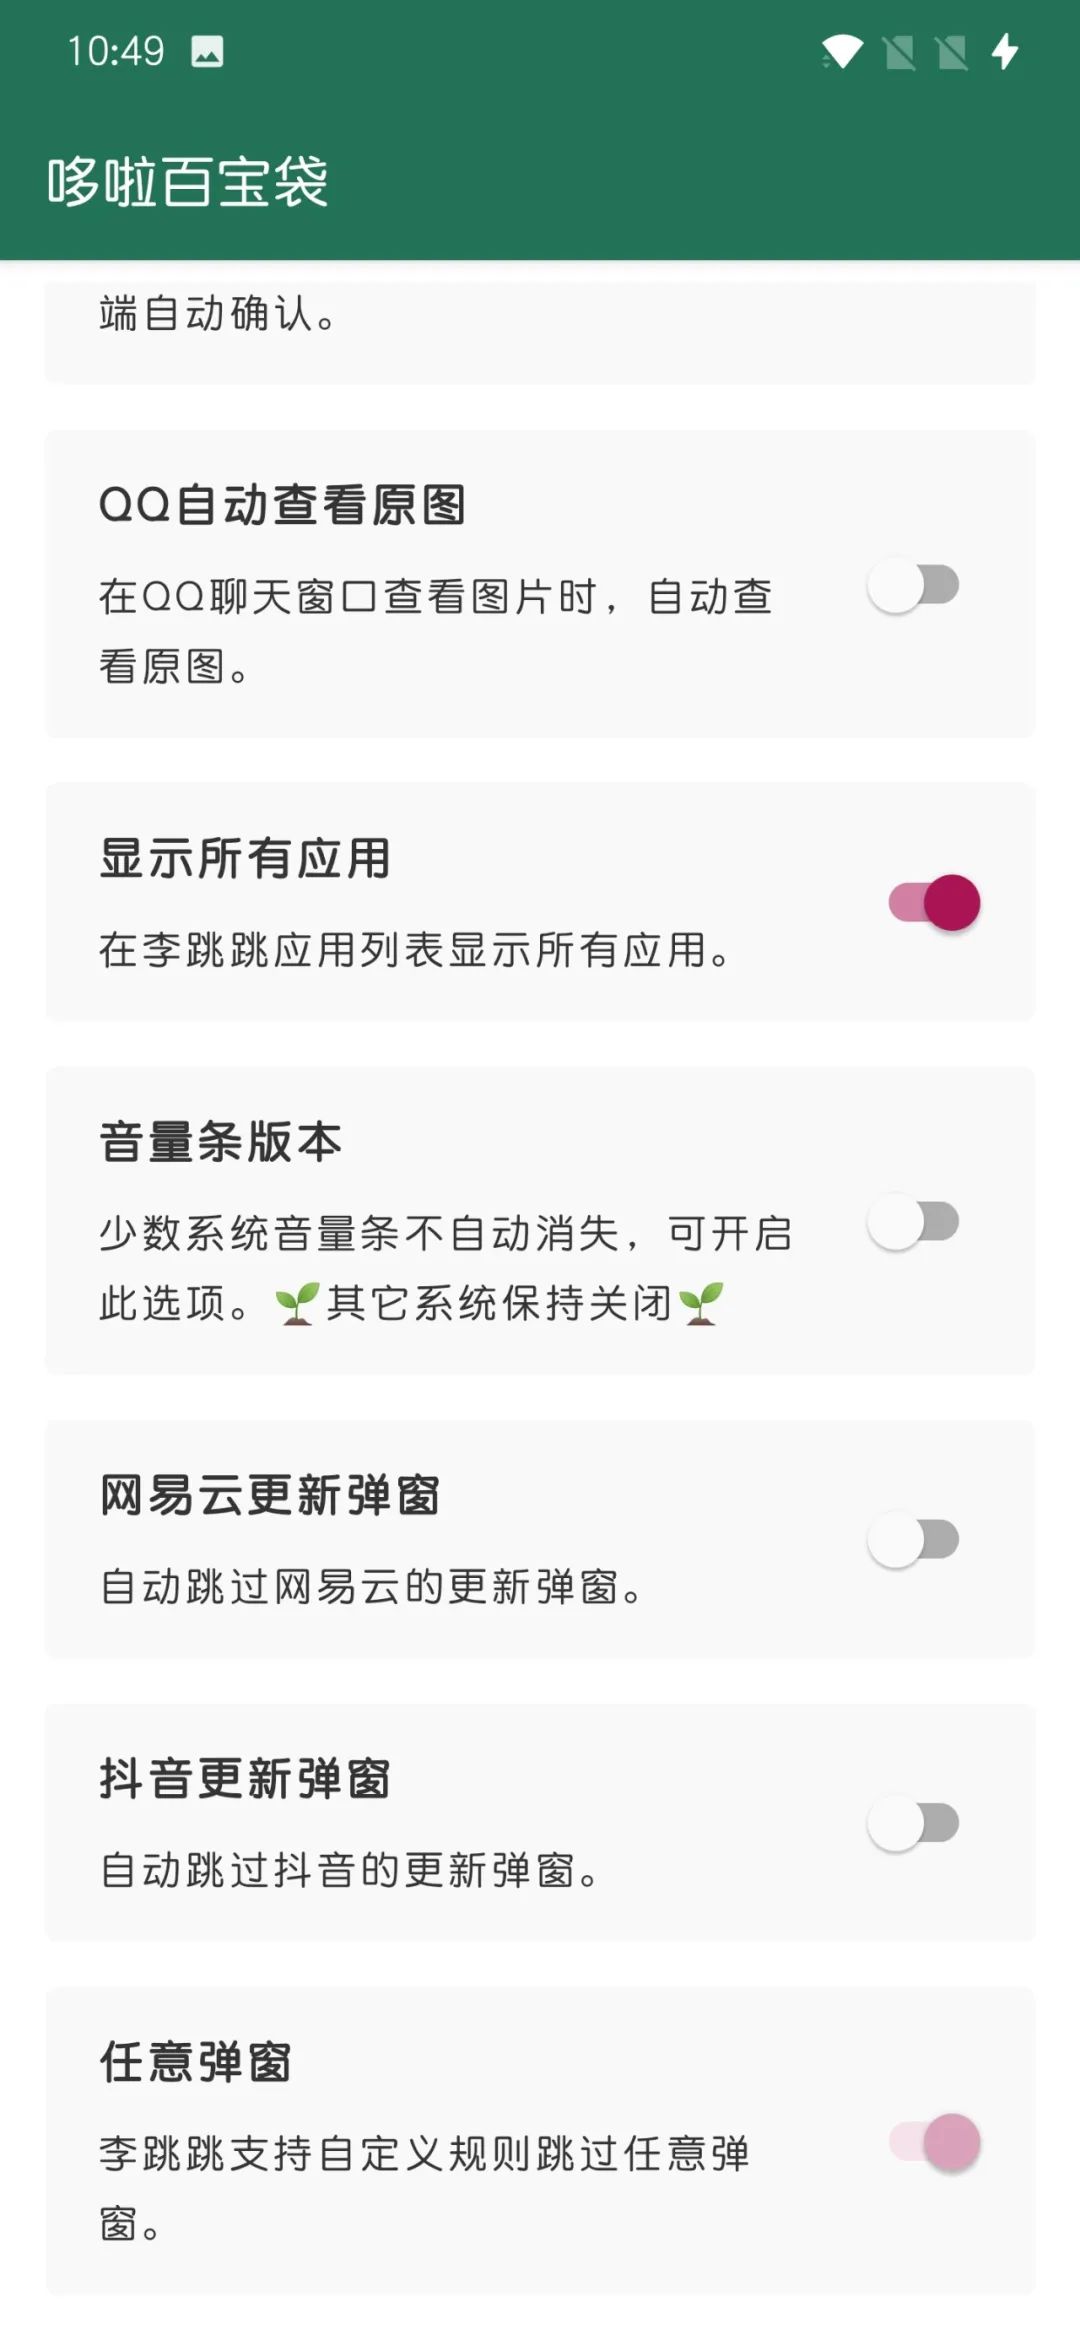 10:49
哆啦百宝袋
端自动确认。
QQ自动查看原图
在QQ聊天窗口查看图片时，自动查
看原图。
显示所有应用
在李跳跳应用列表显示所有应用。
音量条版本
少数系统音量条不自动消失，可开启
此选项。🌱其它系统保持关闭🌱
网易云更新弹窗
自动跳过网易云的更新弹窗。
抖音更新弹窗
自动跳过抖音的更新弹窗。
任意弹窗
李跳跳支持自定义规则跳过任意弹
窗。